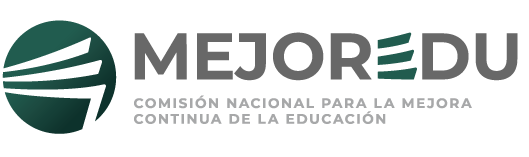 MEJOREDU
COMISIÓN NACIONAL PARA LA MEJORA
CONTINUA DE LA EDUCACIÓN